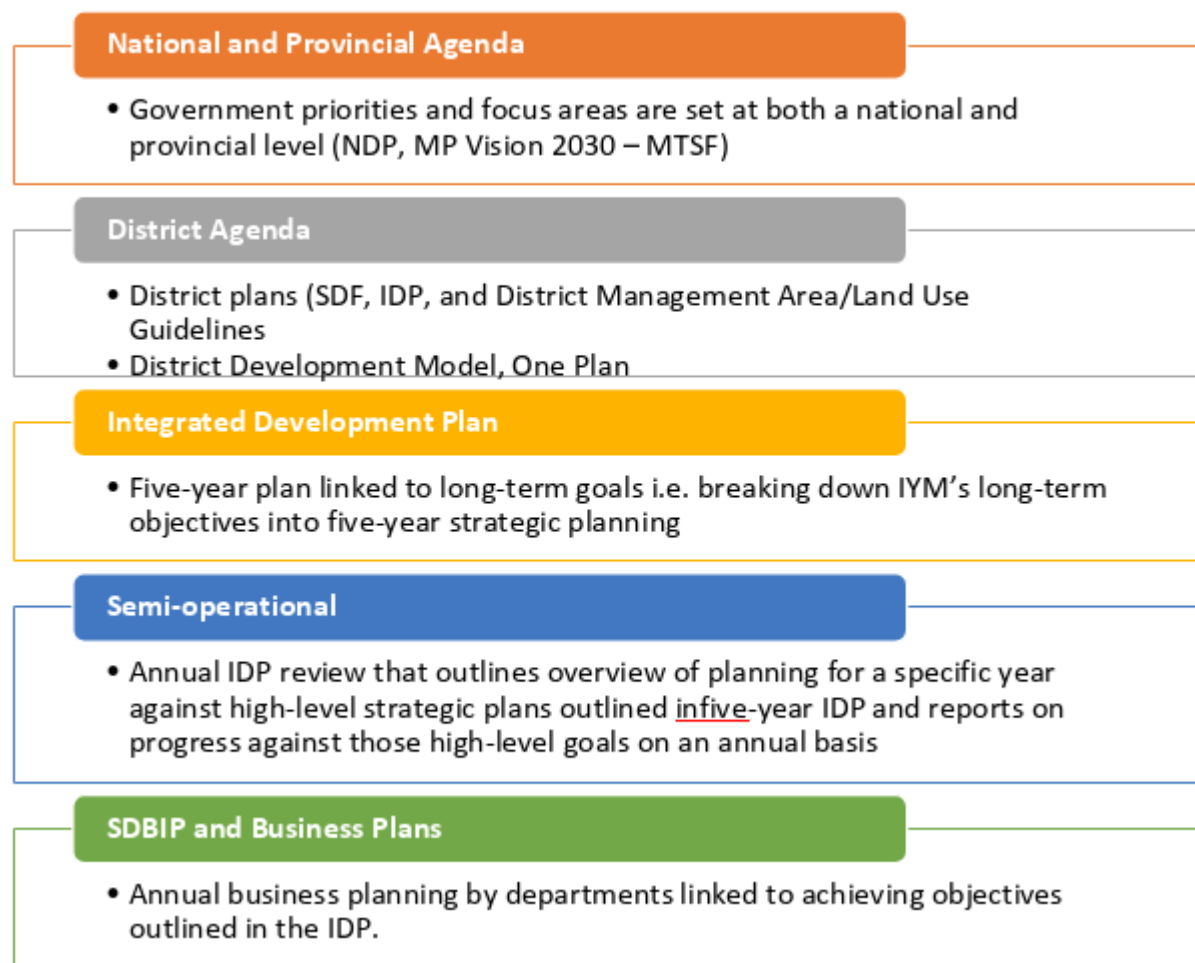 National and Provincial Agenda
• Government priorities and focus areas are set at both a national and
provincial level (NDP, MP Vision 2030 – MTSF)
District Agenda
• District plans (SDF, IDP, and District Management Area/Land Use
Guidelines
• District Development Model, One Plan
Integrated Development Plan
• Five-year plan linked to long-term goals i.e. breaking down IYM’s long-term
objectives into five-year strategic planning
Semi-operational
• Annual IDP review that outlines overview of planning for a specific year
against high-level strategic plans outlined infive-year IDP and reports on
progress against those high-level goals on an annual basis
SDBIP and Business Plans
• Annual business planning by departments linked to achieving objectives
outlined in the IDP.